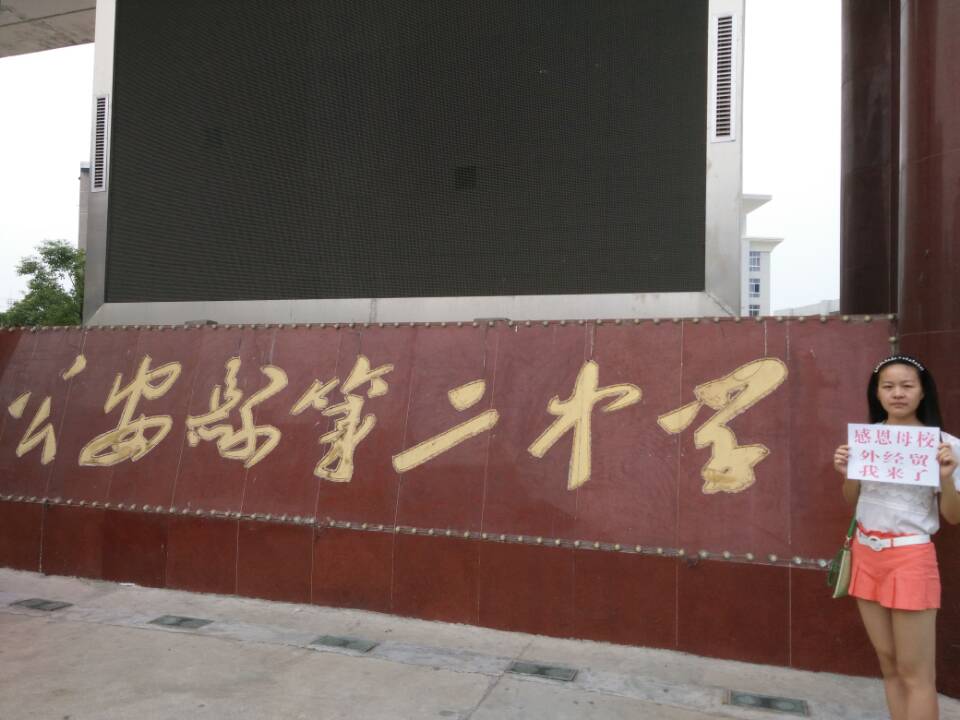 公安县第二中学
感恩母校
外经贸
我来了